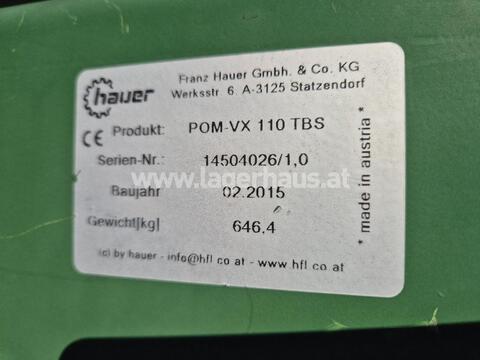 hauer
Franz Hauer Gmbh. & Co. KG
Werksstr. 6 A-3125 Statzendorf
CE Produkt: POM-VX 110 TBS
Serien-Nr.: 14504026/1,0
www.lagerhaus.at
Baujahr 02.2015
Gewicht[kg] 646,4
(c) by hauer - info@hfl.co.at - www.hfl.co.at
* made in austria *